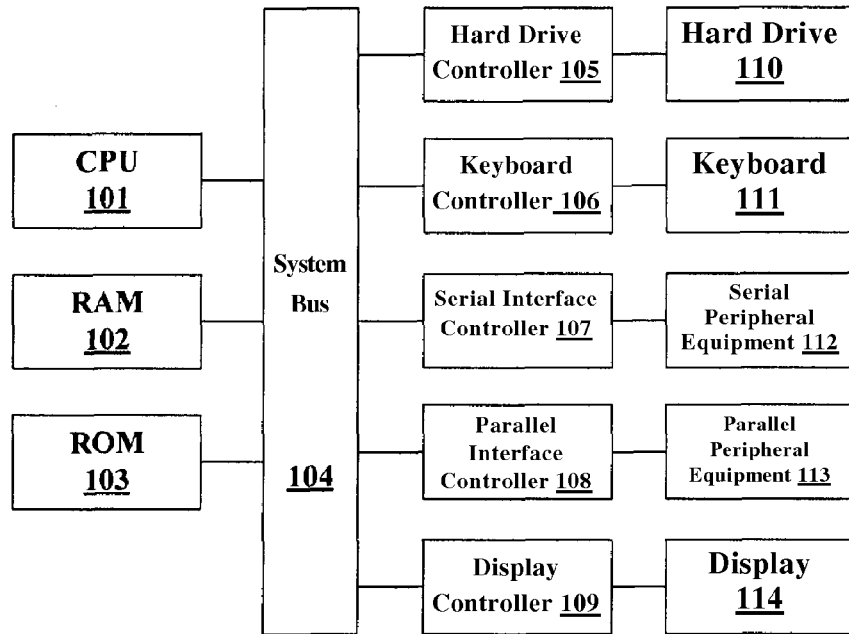 CPU
101
RAM
102
ROM
103
System
Bus
104
Hard Drive
Controller 105
Keyboard
Controller 106
Serial Interface
Controller 107
Parallel
Interface
Controller 108
Display
Controller 109
Hard Drive
110
Keyboard
111
Serial
Peripheral
Equipment 112
Parallel
Peripheral
Equipment 113
Display
114